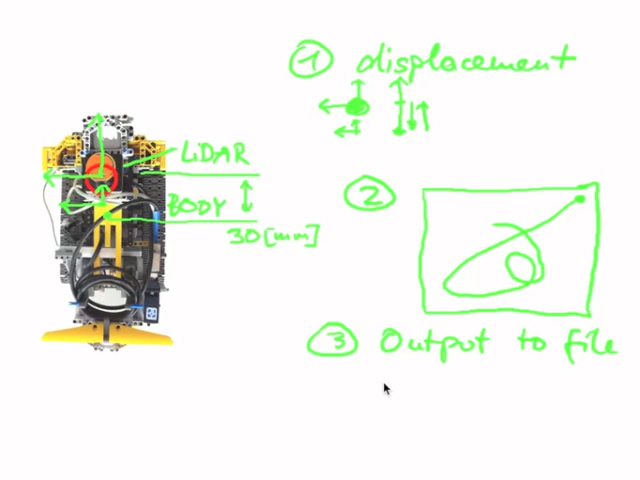 ① displacement
LiDAR
BODY
30 [mm]
②
③ Output to file